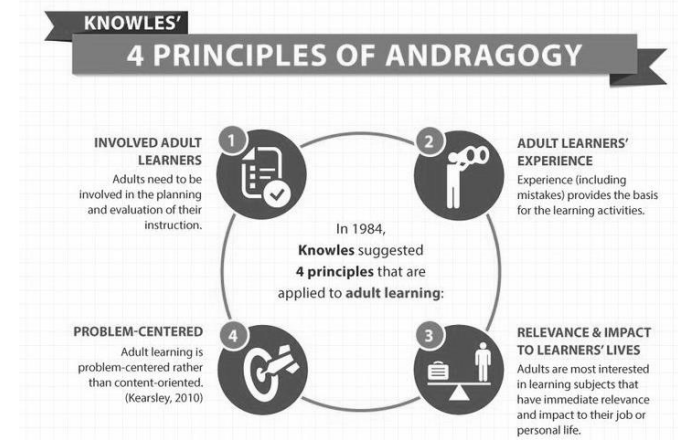 KNOWLES'
4 PRINCIPLES OF ANDRAGOGY
1
INVOLVED ADULT
LEARNERS
Adults need to be
involved in the planning
and evaluation of their
instruction.
2
ADULT LEARNERS'
EXPERIENCE
Experience (including
mistakes) provides the basis
for the learning activities.
In 1984,
Knowles suggested
4 principles that are
applied to adult learning:
3
RELEVANCE & IMPACT
TO LEARNERS' LIVES
Adults are most interested
in learning subjects that
have immediate relevance
and impact to their job or
personal life.
4
PROBLEM-CENTERED
Adult learning is
problem-centered rather
than content-oriented.
(Kearsley, 2010)